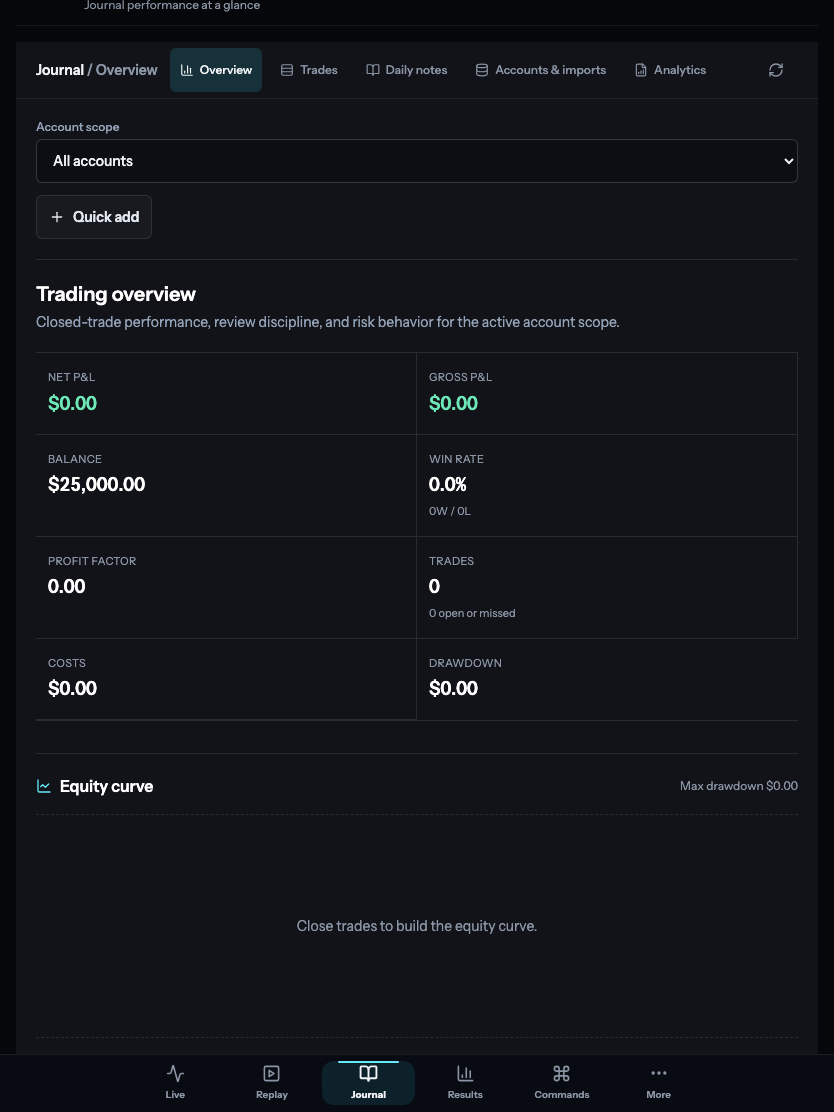 Journal performance at a glance
Journal / Overview
Overview
Trades
Daily notes
Accounts & imports
Analytics
Account scope
All accounts
Quick add
Trading overview
Closed-trade performance, review discipline, and risk behavior for the active account scope.
NET P&L
$0.00
GROSS P&L
$0.00
BALANCE
$25,000.00
WIN RATE
0.0%
0W / 0L
PROFIT FACTOR
0.00
TRADES
0
0 open or missed
COSTS
$0.00
DRAWDOWN
$0.00
Equity curve
Max drawdown $0.00
Close trades to build the equity curve.
Live
Replay
Journal
Results
Commands
More